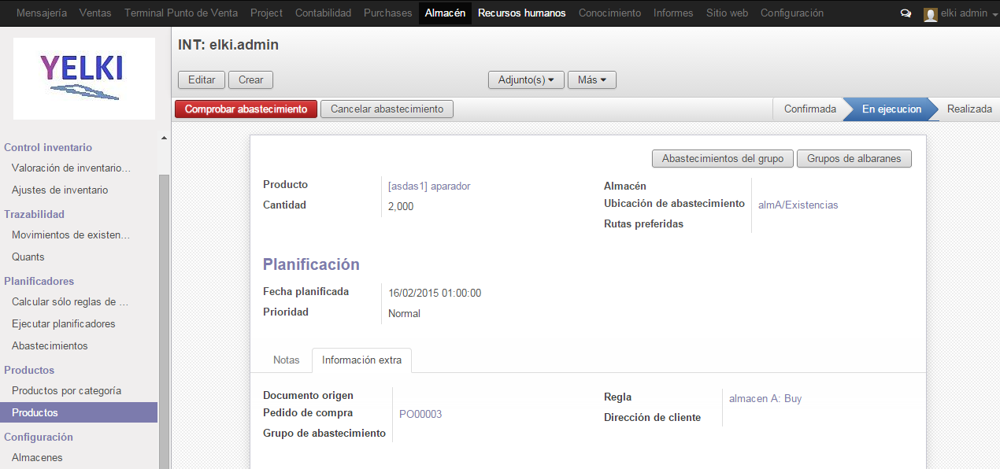 Mensajería Ventas Terminal Punto de Venta Project Contabilidad Purchases Almacén Recursos humanos Conocimiento Informes Sitio web Configuración elki admin
YELKI
Control inventario
Valoración de inventario...
Ajustes de inventario
Trazabilidad
Movimientos de existen...
Quants
Planificadores
Calcular sólo reglas de ...
Ejecutar planificadores
Abastecimientos
Productos
Productos por categoría
Productos
Configuración
Almacenes
INT: elki.admin
Editar Crear Adjunto(s) Más
Comprobar abastecimiento Cancelar abastecimiento Confirmada En ejecucion Realizada
Abastecimientos del grupo Grupos de albaranes
Producto [asdas1] aparador
Cantidad 2,000
Almacén
Ubicación de abastecimiento almA/Existencias
Rutas preferidas
Planificación
Fecha planificada 16/02/2015 01:00:00
Prioridad Normal
Notas Información extra
Documento origen
Pedido de compra PO00003
Grupo de abastecimiento
Regla almacen A: Buy
Dirección de cliente